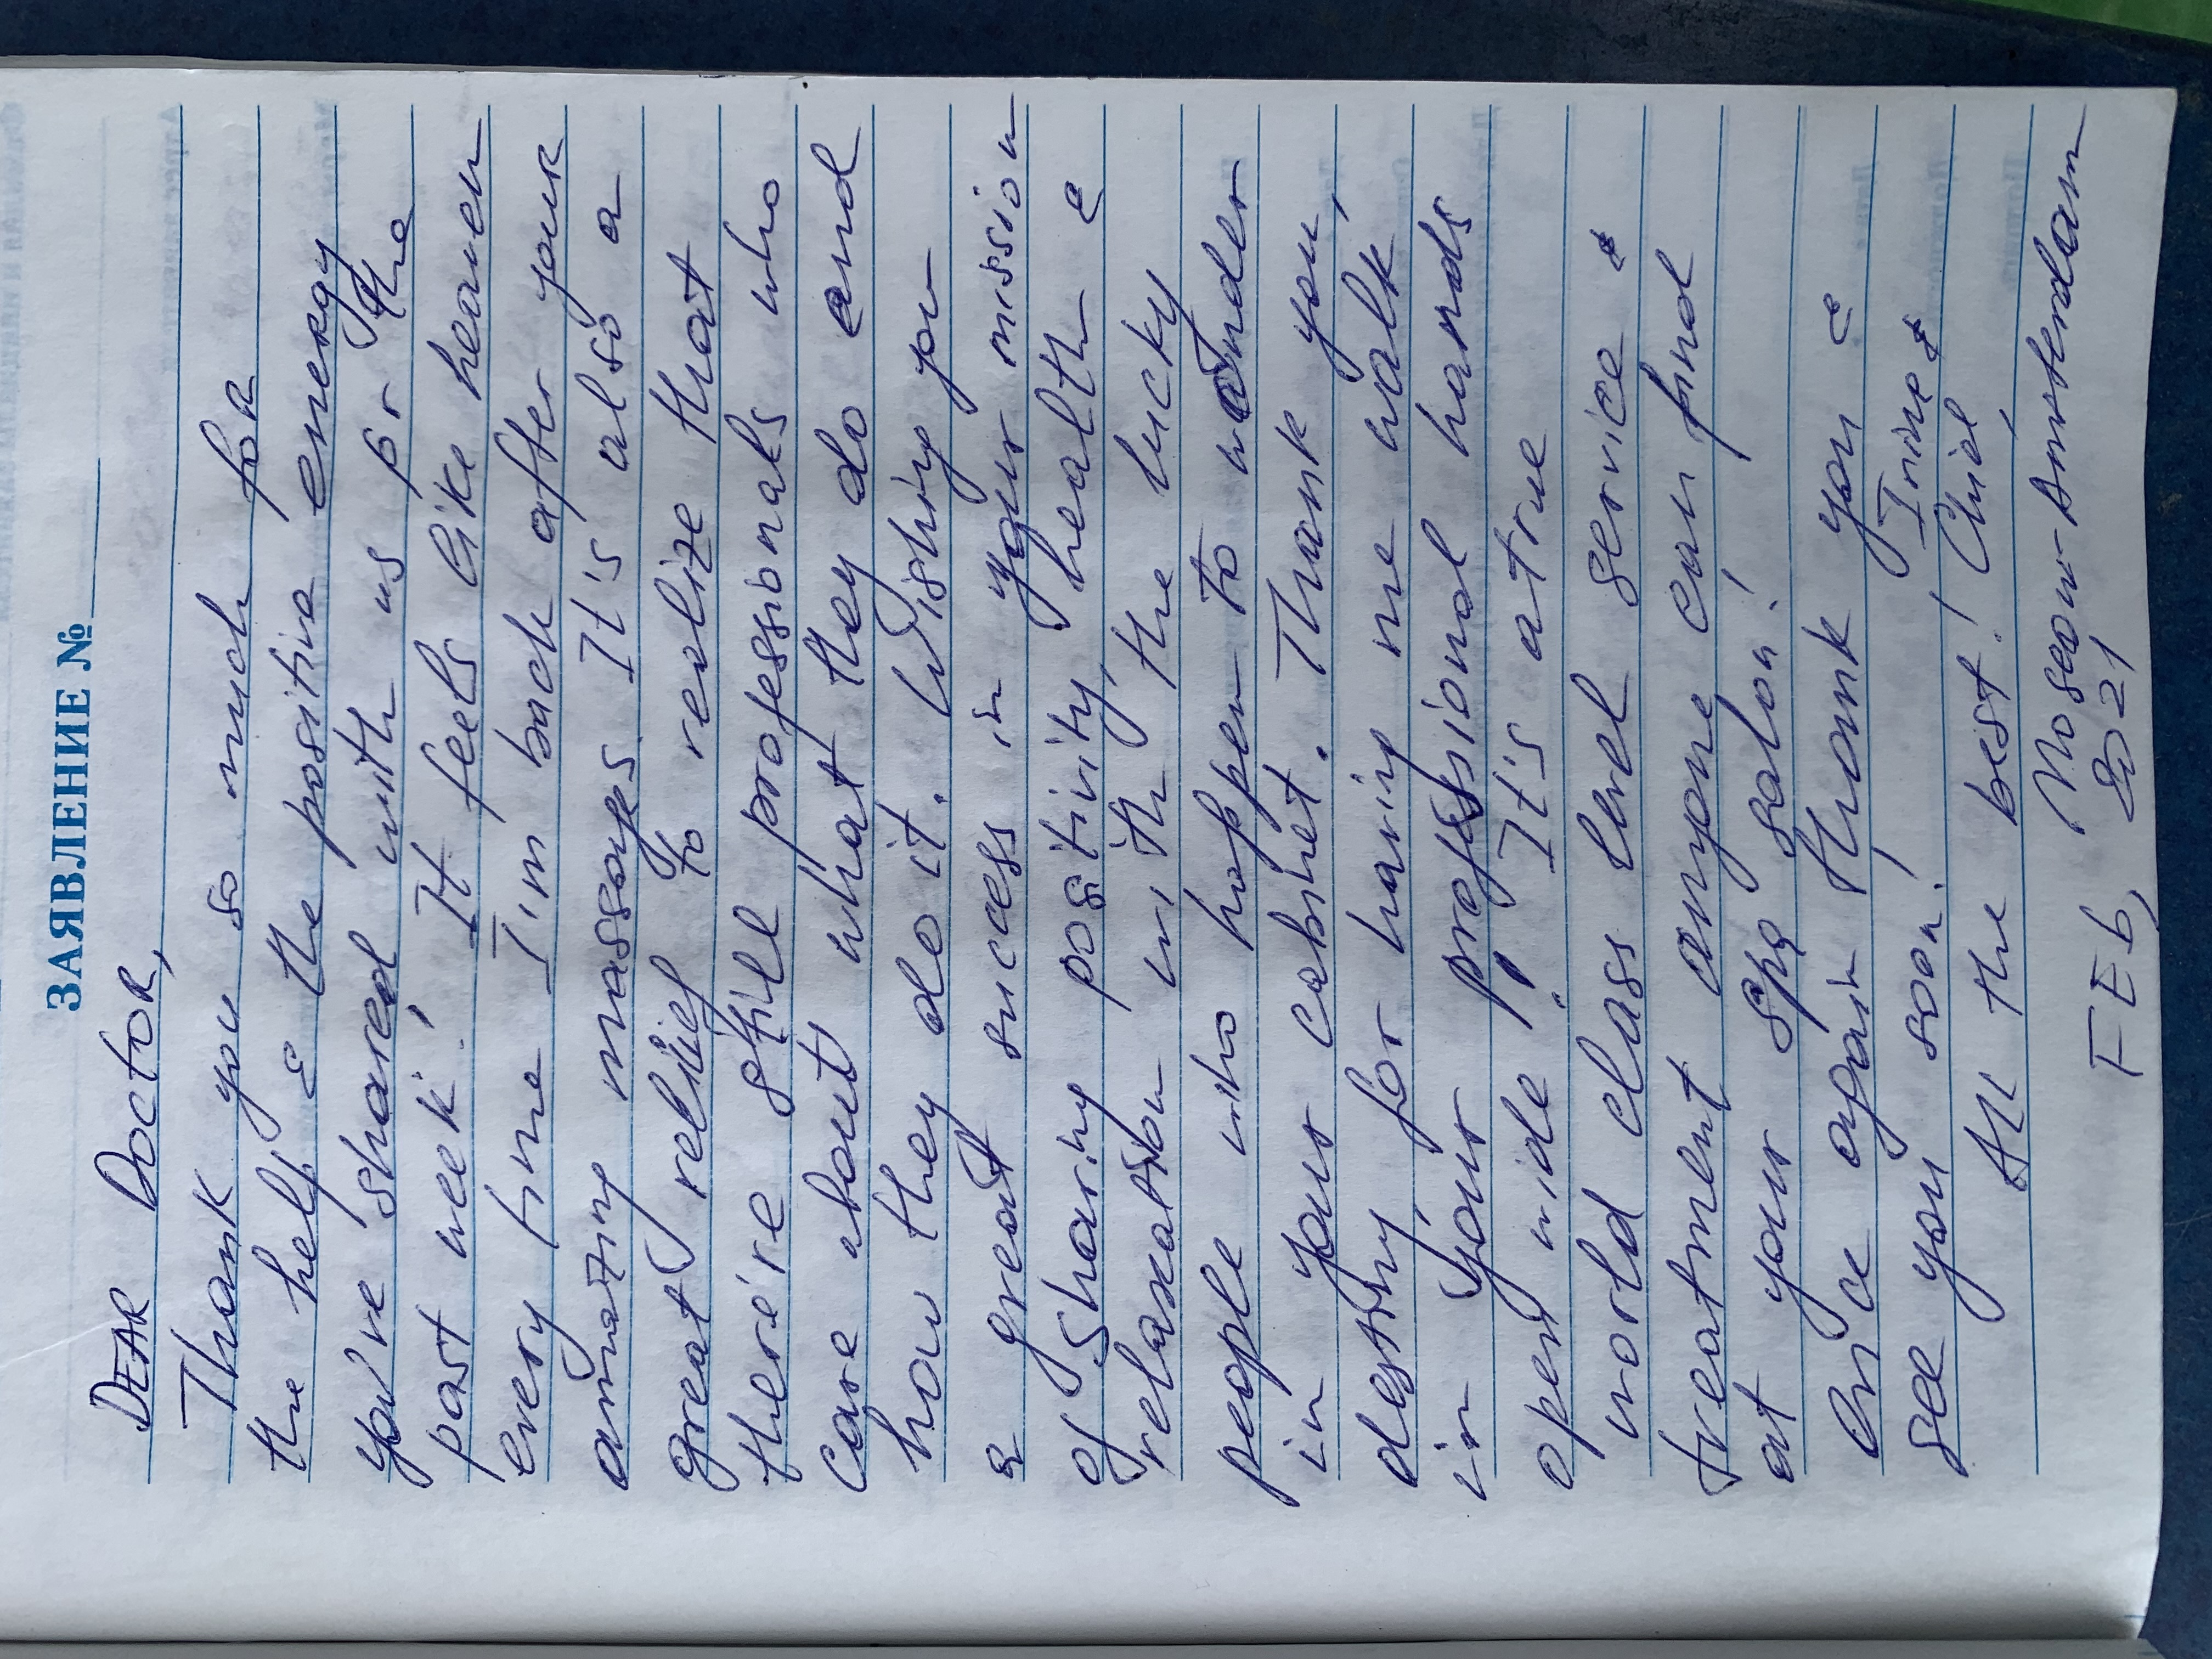 ЗАЯВЛЕНИЕ №
DEAR DOCTOR,
Thank you so much for
the help & the positive energy
you've shared with us for the
past week! It feels like heaven
every time I'm back after your
amazing massages. It's also a
great relief to realize that
there're still professionals who
care about what they do and
how they do it. Wishing you
a great success in your mission
of sharing positivity, health &
relaxation with the lucky
people who happen to wander
in your cabinet. Thank you,
destiny, for having me walk
in your professional hands
open wide! It's a true
world class level service &
treatment anyone can find
at your spa salon!
Once again thank you &
see you soon!
All the best!
&
Moscow-Amsterdam
FEb, 2021